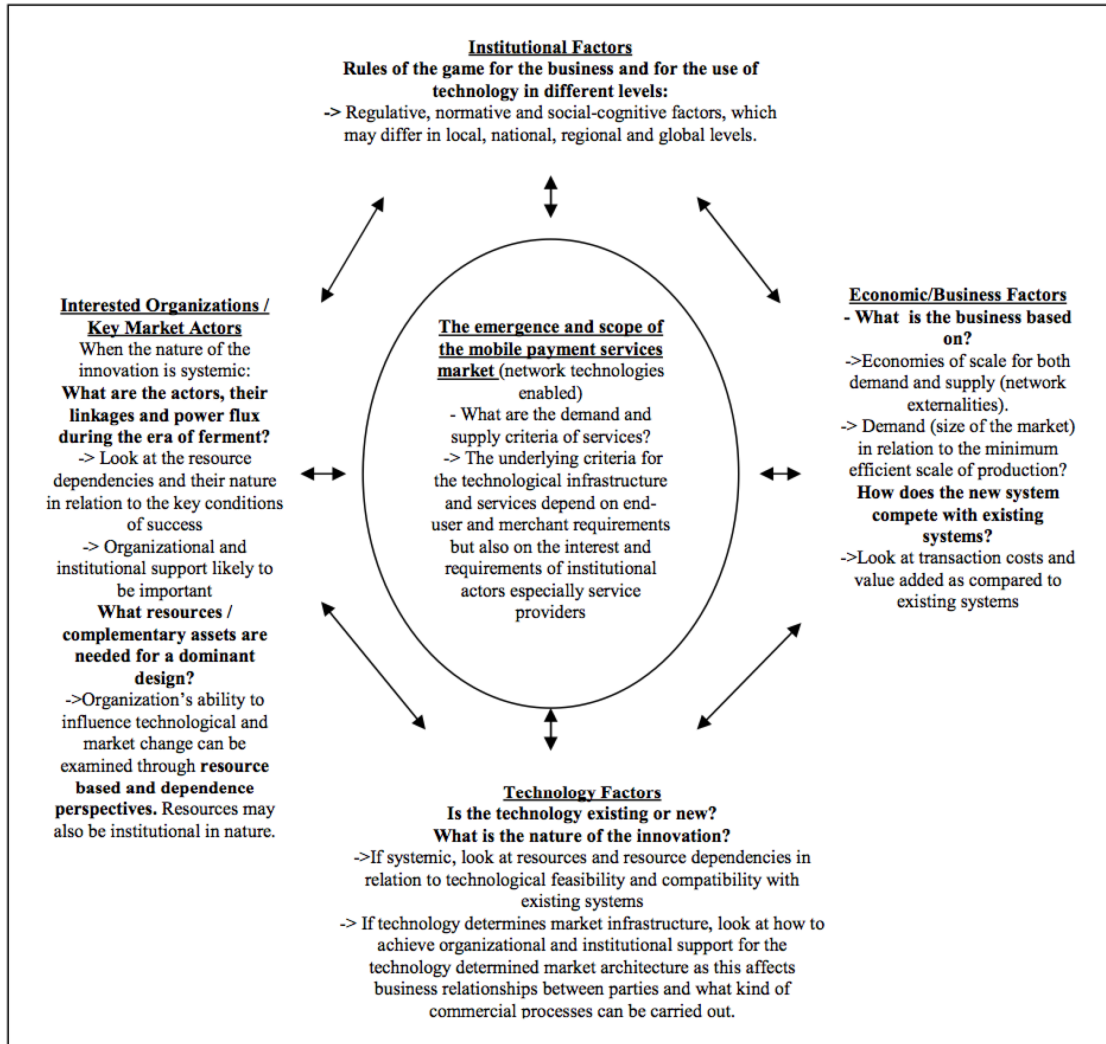 Institutional Factors
Rules of the game for the business and for the use of
technology in different levels:
-> Regulative, normative and social-cognitive factors, which
may differ in local, national, regional and global levels.
Interested Organizations /
Key Market Actors
When the nature of the
innovation is systemic:
What are the actors, their
linkages and power flux
during the era of ferment?
-> Look at the resource
dependencies and their nature
in relation to the key conditions
of success
-> Organizational and
institutional support likely to
be important
What resources /
complementary assets are
needed for a dominant
design?
->Organization's ability to
influence technological and
market change can be
examined through resource
based and dependence
perspectives. Resources may
also be institutional in nature.
The emergence and scope of
the mobile payment services
market (network technologies
enabled)
- What are the demand and
supply criteria of services?
-> The underlying criteria for
the technological infrastructure
and services depend on end-
user and merchant requirements
but also on the interest and
requirements of institutional
actors especially service
providers
Economic/Business Factors
- What is the business based
on?
->Economies of scale for both
demand and supply (network
externalities).
-> Demand (size of the market)
in relation to the minimum
efficient scale of production?
How does the new system
compete with existing
systems?
->Look at transaction costs and
value added as compared to
existing systems
Technology Factors
Is the technology existing or new?
What is the nature of the innovation?
->If systemic, look at resources and resource dependencies in
relation to technological feasibility and compatibility with
existing systems
-> If technology determines market infrastructure, look at how to
achieve organizational and institutional support for the
technology determined market architecture as this affects
business relationships between parties and what kind of
commercial processes can be carried out.